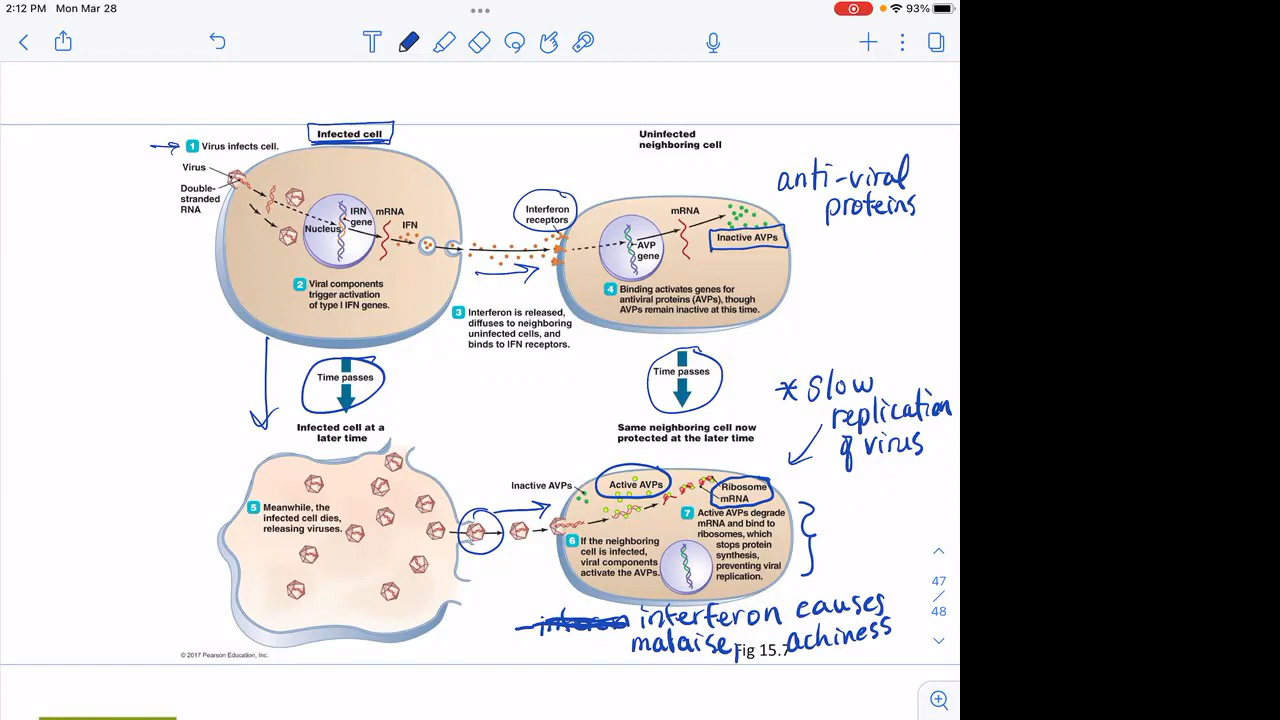 2:12 PM Mon Mar 28
93%
T
Infected cell
Uninfected
neighboring cell
1 Virus infects cell.
Virus
Double-
stranded
RNA
IRN
gene
mRNA
IFN
Nucleus
2 Viral components
trigger activation
of type I IFN genes.
Interferon
receptors
3 Interferon is released,
diffuses to neighboring
uninfected cells, and
binds to IFN receptors.
mRNA
AVP
gene
Inactive AVPs
4 Binding activates genes for
antiviral proteins (AVPs), though
AVPs remain inactive at this time.
anti-viral
proteins
Time passes
Time passes
* Slow
replication
of virus
Infected cell at a
later time
Same neighboring cell now
protected at the later time
5 Meanwhile, the
infected cell dies,
releasing viruses.
Inactive AVPs
Active AVPs
Ribosome
mRNA
6 If the neighboring
cell is infected,
viral components
activate the AVPs.
7 Active AVPs degrade
mRNA and bind to
ribosomes, which
stops protein
synthesis,
preventing viral
replication.
47
/
48
interferon causes
malaise, achiness
Fig 15.7
© 2017 Pearson Education, Inc.